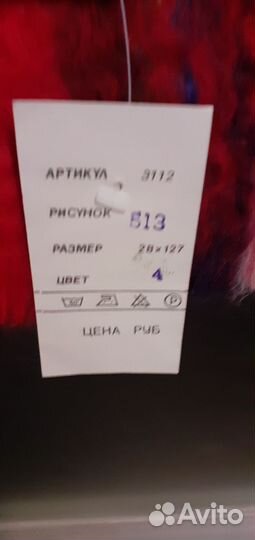 АРТИКУЛ 3112
РИСУНОК 513
РАЗМЕР 28×127
ЦВЕТ 4
P
ЦЕНА РУБ
Avito